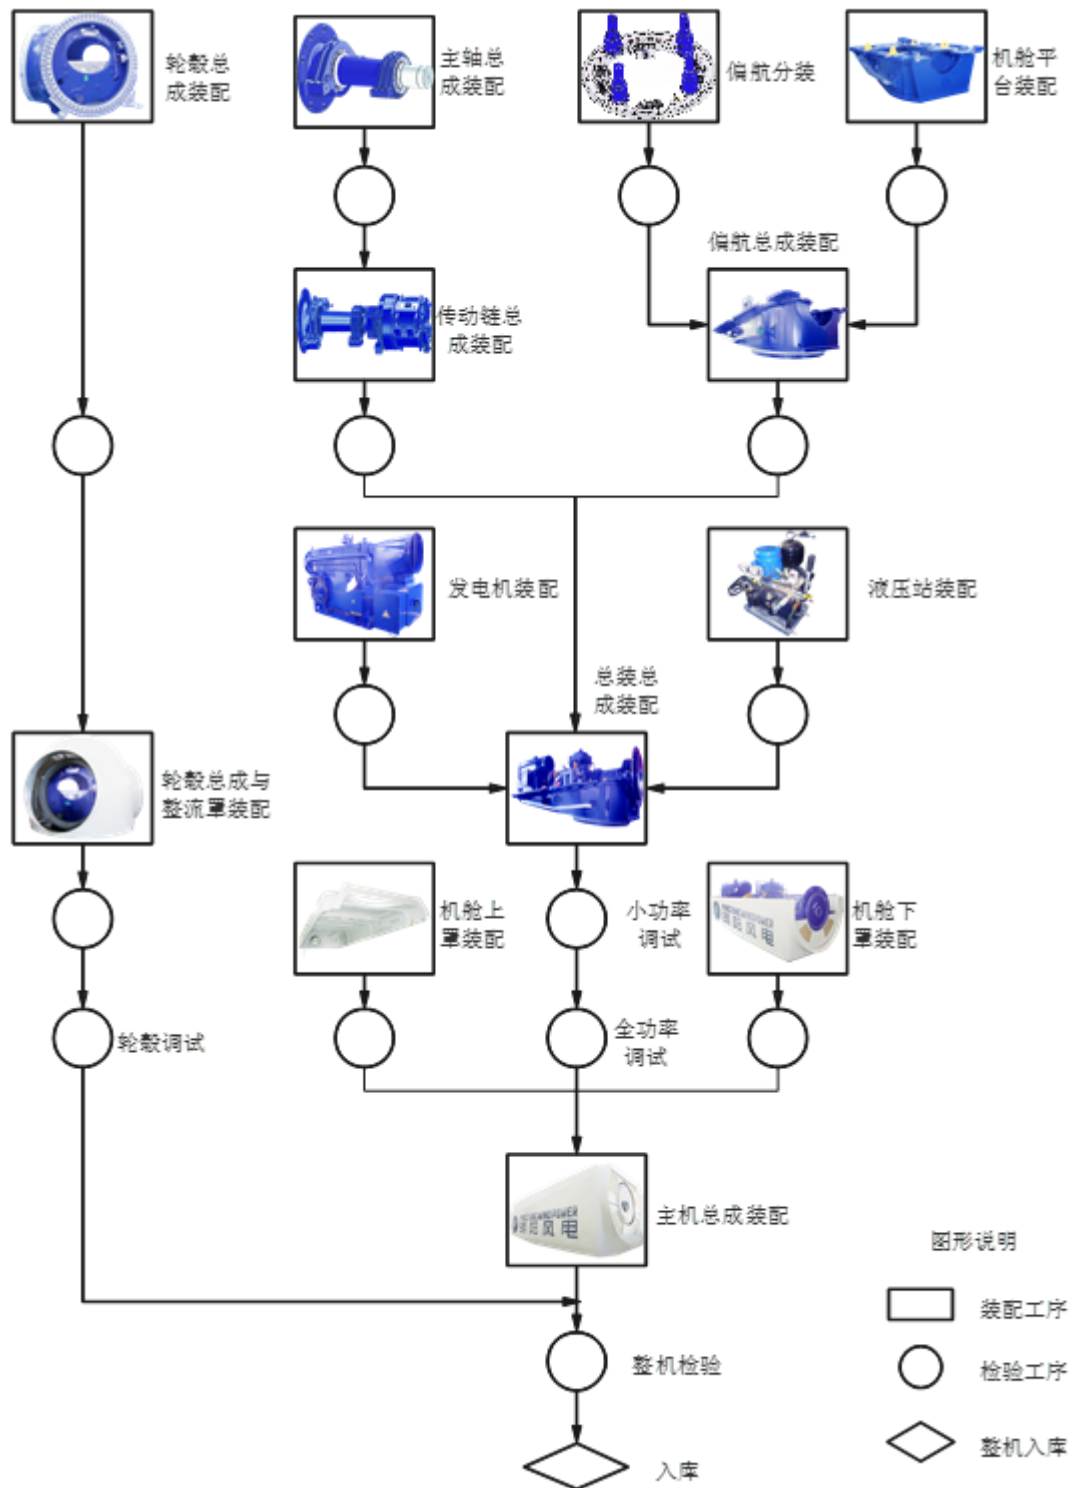 轮毂总
成装配
主轴总
成装配
偏航分装
机舱平
台装配
偏航总成装配
传动链总
成装配
发电机装配
液压站装配
总装总
成装配
轮毂总成与
整流罩装配
机舱上
罩装配
小功率
调试
机舱下
罩装配
风电
轮毂调试
全功率
调试
风电
主机总成装配
图形说明
装配工序
整机检验
检验工序
整机入库
入库